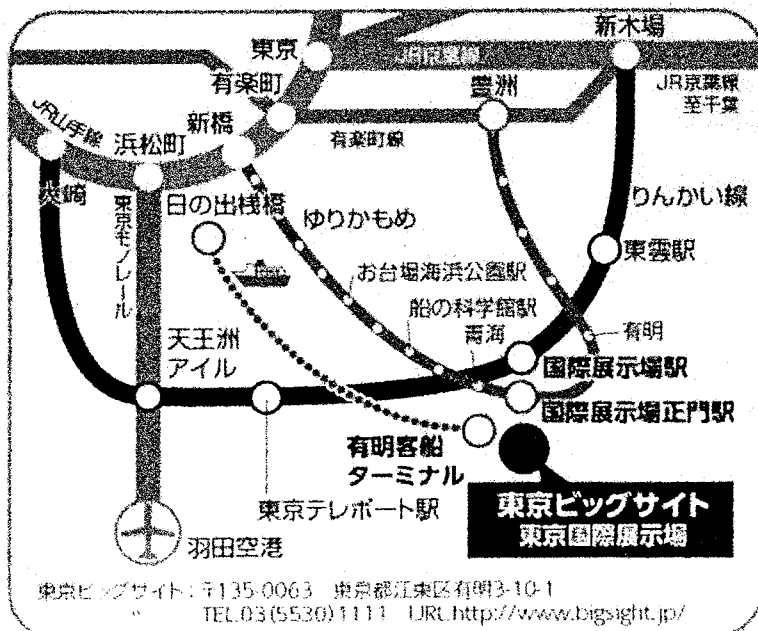 新木場
東京
JR京葉線
有楽町
豊洲
JR京葉線
至千葉
新橋
JR山手線
浜松町
有楽町線
大崎
日の出桟橋
ゆりかもめ
りんかい線
東京モノレール
東雲駅
お台場海浜公園駅
船の科学館駅
青海
有明
天王洲
アイル
国際展示場駅
国際展示場正門駅
有明客船
ターミナル
東京テレポート駅
東京ビッグサイト
東京国際展示場
羽田空港
東京ビッグサイト:〒135-0063 東京都江東区有明3-10-1
〃 TEL.03(5530)1111 URL.http://www.bigsight.jp/